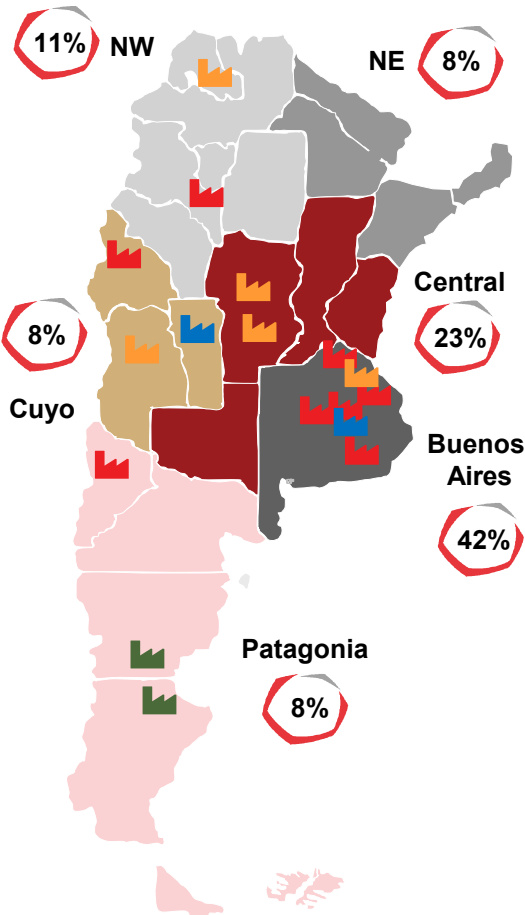 11%
NW
NE
8%
Central
23%
8%
Cuyo
Buenos
Aires
42%
Patagonia
8%